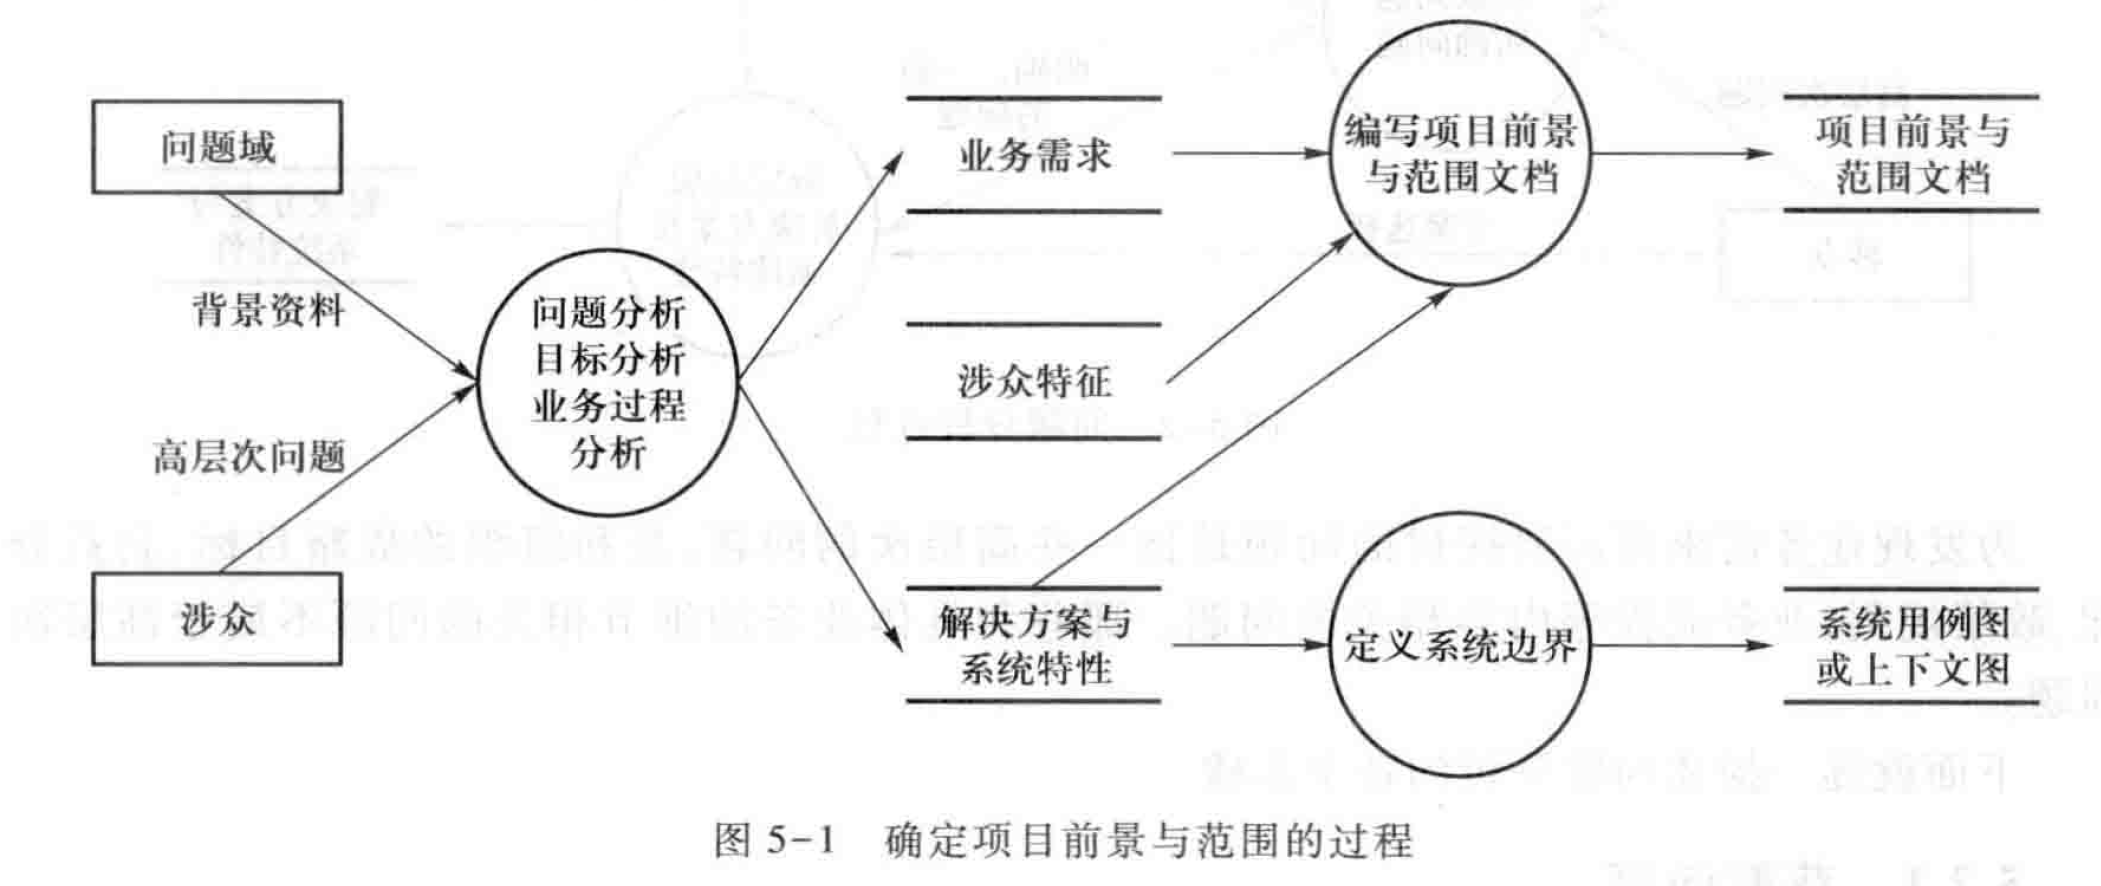 问题域
背景资料
高层次问题
涉众
问题分析
目标分析
业务过程
分析
业务需求
涉众特征
解决方案与
系统特性
编写项目前景
与范围文档
定义系统边界
项目前景与
范围文档
系统用例图
或上下文图
图 5-1 确定项目前景与范围的过程